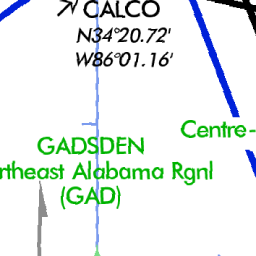 CALCO
N34°20.72'
W86°01.16'
Centre-
GADSDEN
rtheast Alabama Rgnl
(GAD)